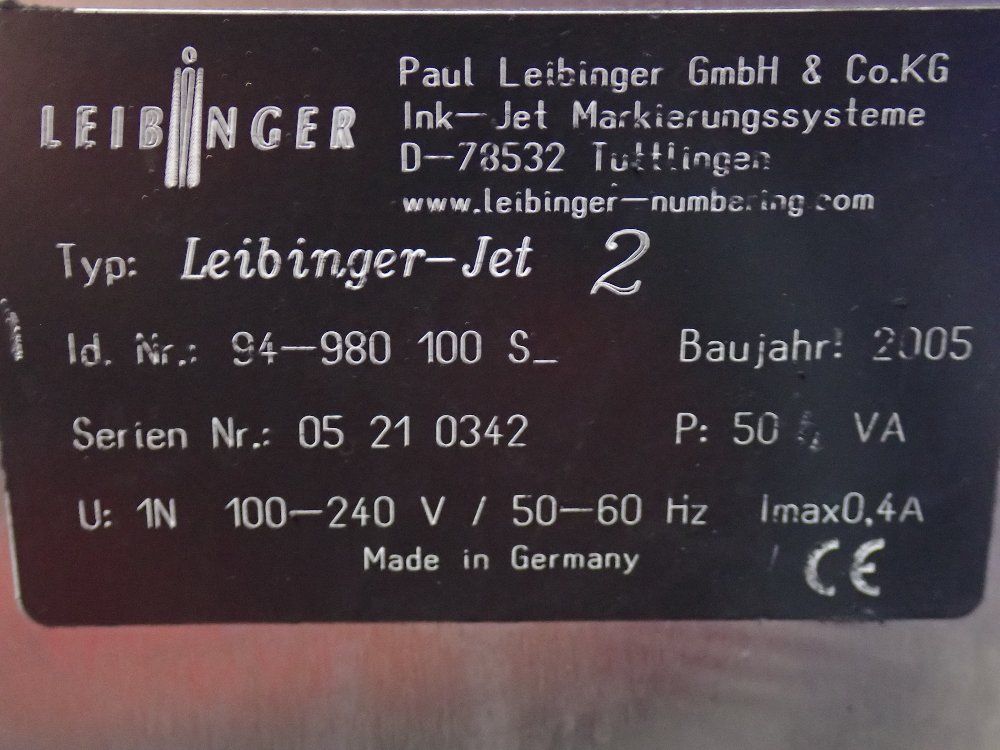 LEIBINGER
Paul Leibinger GmbH & Co.KG
Ink-Jet Markierungssysteme
D-78532 Tuttlingen
www.leibinger-numbering.com
Typ: Leibinger-Jet 2
Id. Nr.: 94-980 100 S_ Baujahr: 2005
Serien Nr.: 05 21 0342 P: 50 VA
U: 1N 100-240 V / 50-60 Hz Imax0.4A
Made in Germany
CE